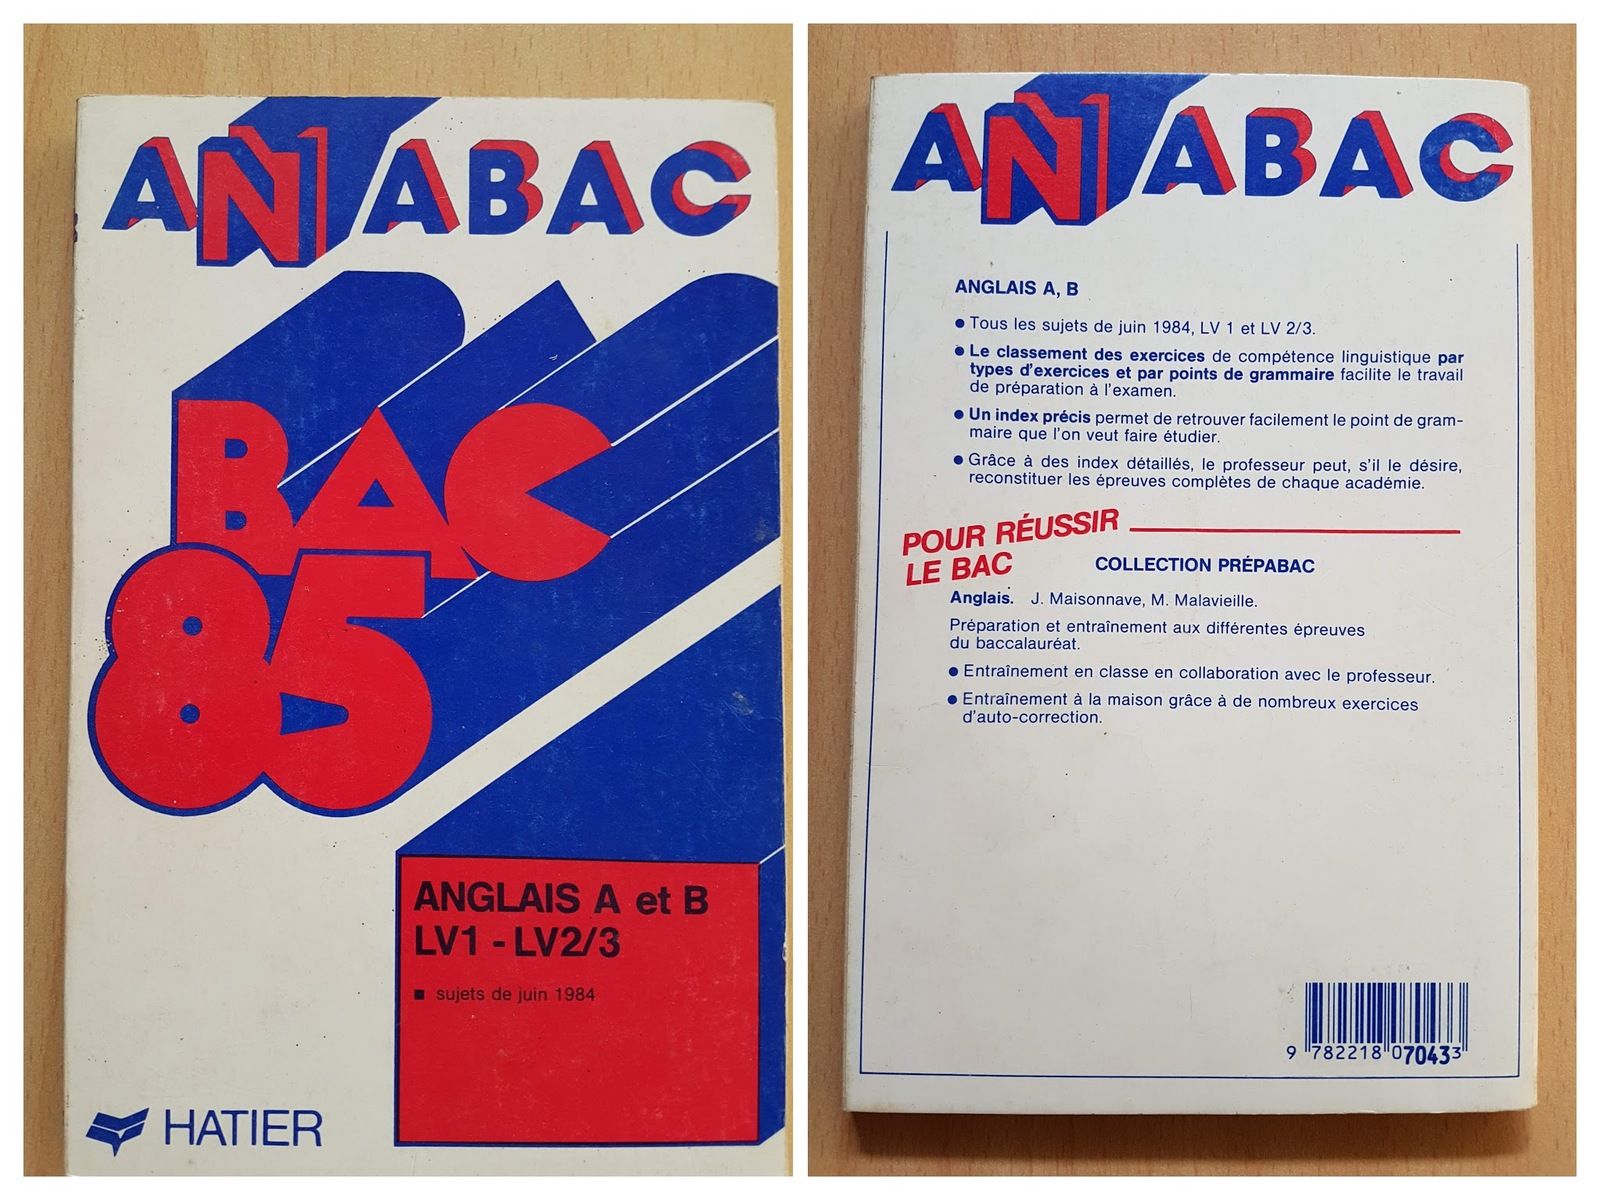 ANNABAC
BAC
85
ANGLAIS A et B
LV1 - LV2/3
■ sujets de juin 1984
HATIER
ANNABAC
ANGLAIS A, B
● Tous les sujets de juin 1984, LV 1 et LV 2/3.
● Le classement des exercices de compétence linguistique par
types d'exercices et par points de grammaire facilite le travail
de préparation à l'examen.
● Un index précis permet de retrouver facilement le point de gram-
maire que l'on veut faire étudier.
● Grâce à des index détaillés, le professeur peut, s'il le désire,
reconstituer les épreuves complètes de chaque académie.
POUR RÉUSSIR
LE BAC
COLLECTION PRÉPABAC
Anglais. J. Maisonnave, M. Malavieille.
Préparation et entraînement aux différentes épreuves
du baccalauréat.
● Entraînement en classe en collaboration avec le professeur.
● Entraînement à la maison grâce à de nombreux exercices
d'auto-correction.
9 782218 070433